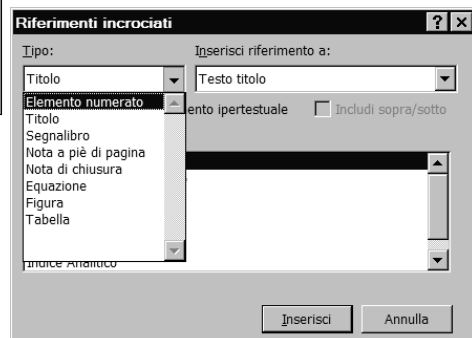 Riferimenti incrociati
Tipo: Inserisci riferimento a:
Titolo Testo titolo
Elemento numerato
Titolo
Segnalibro
Nota a piè di pagina
Nota di chiusura
Equazione
Figura
Tabella
ento ipertestuale Includi sopra/sotto
Indice Analitico
Inserisci Annulla